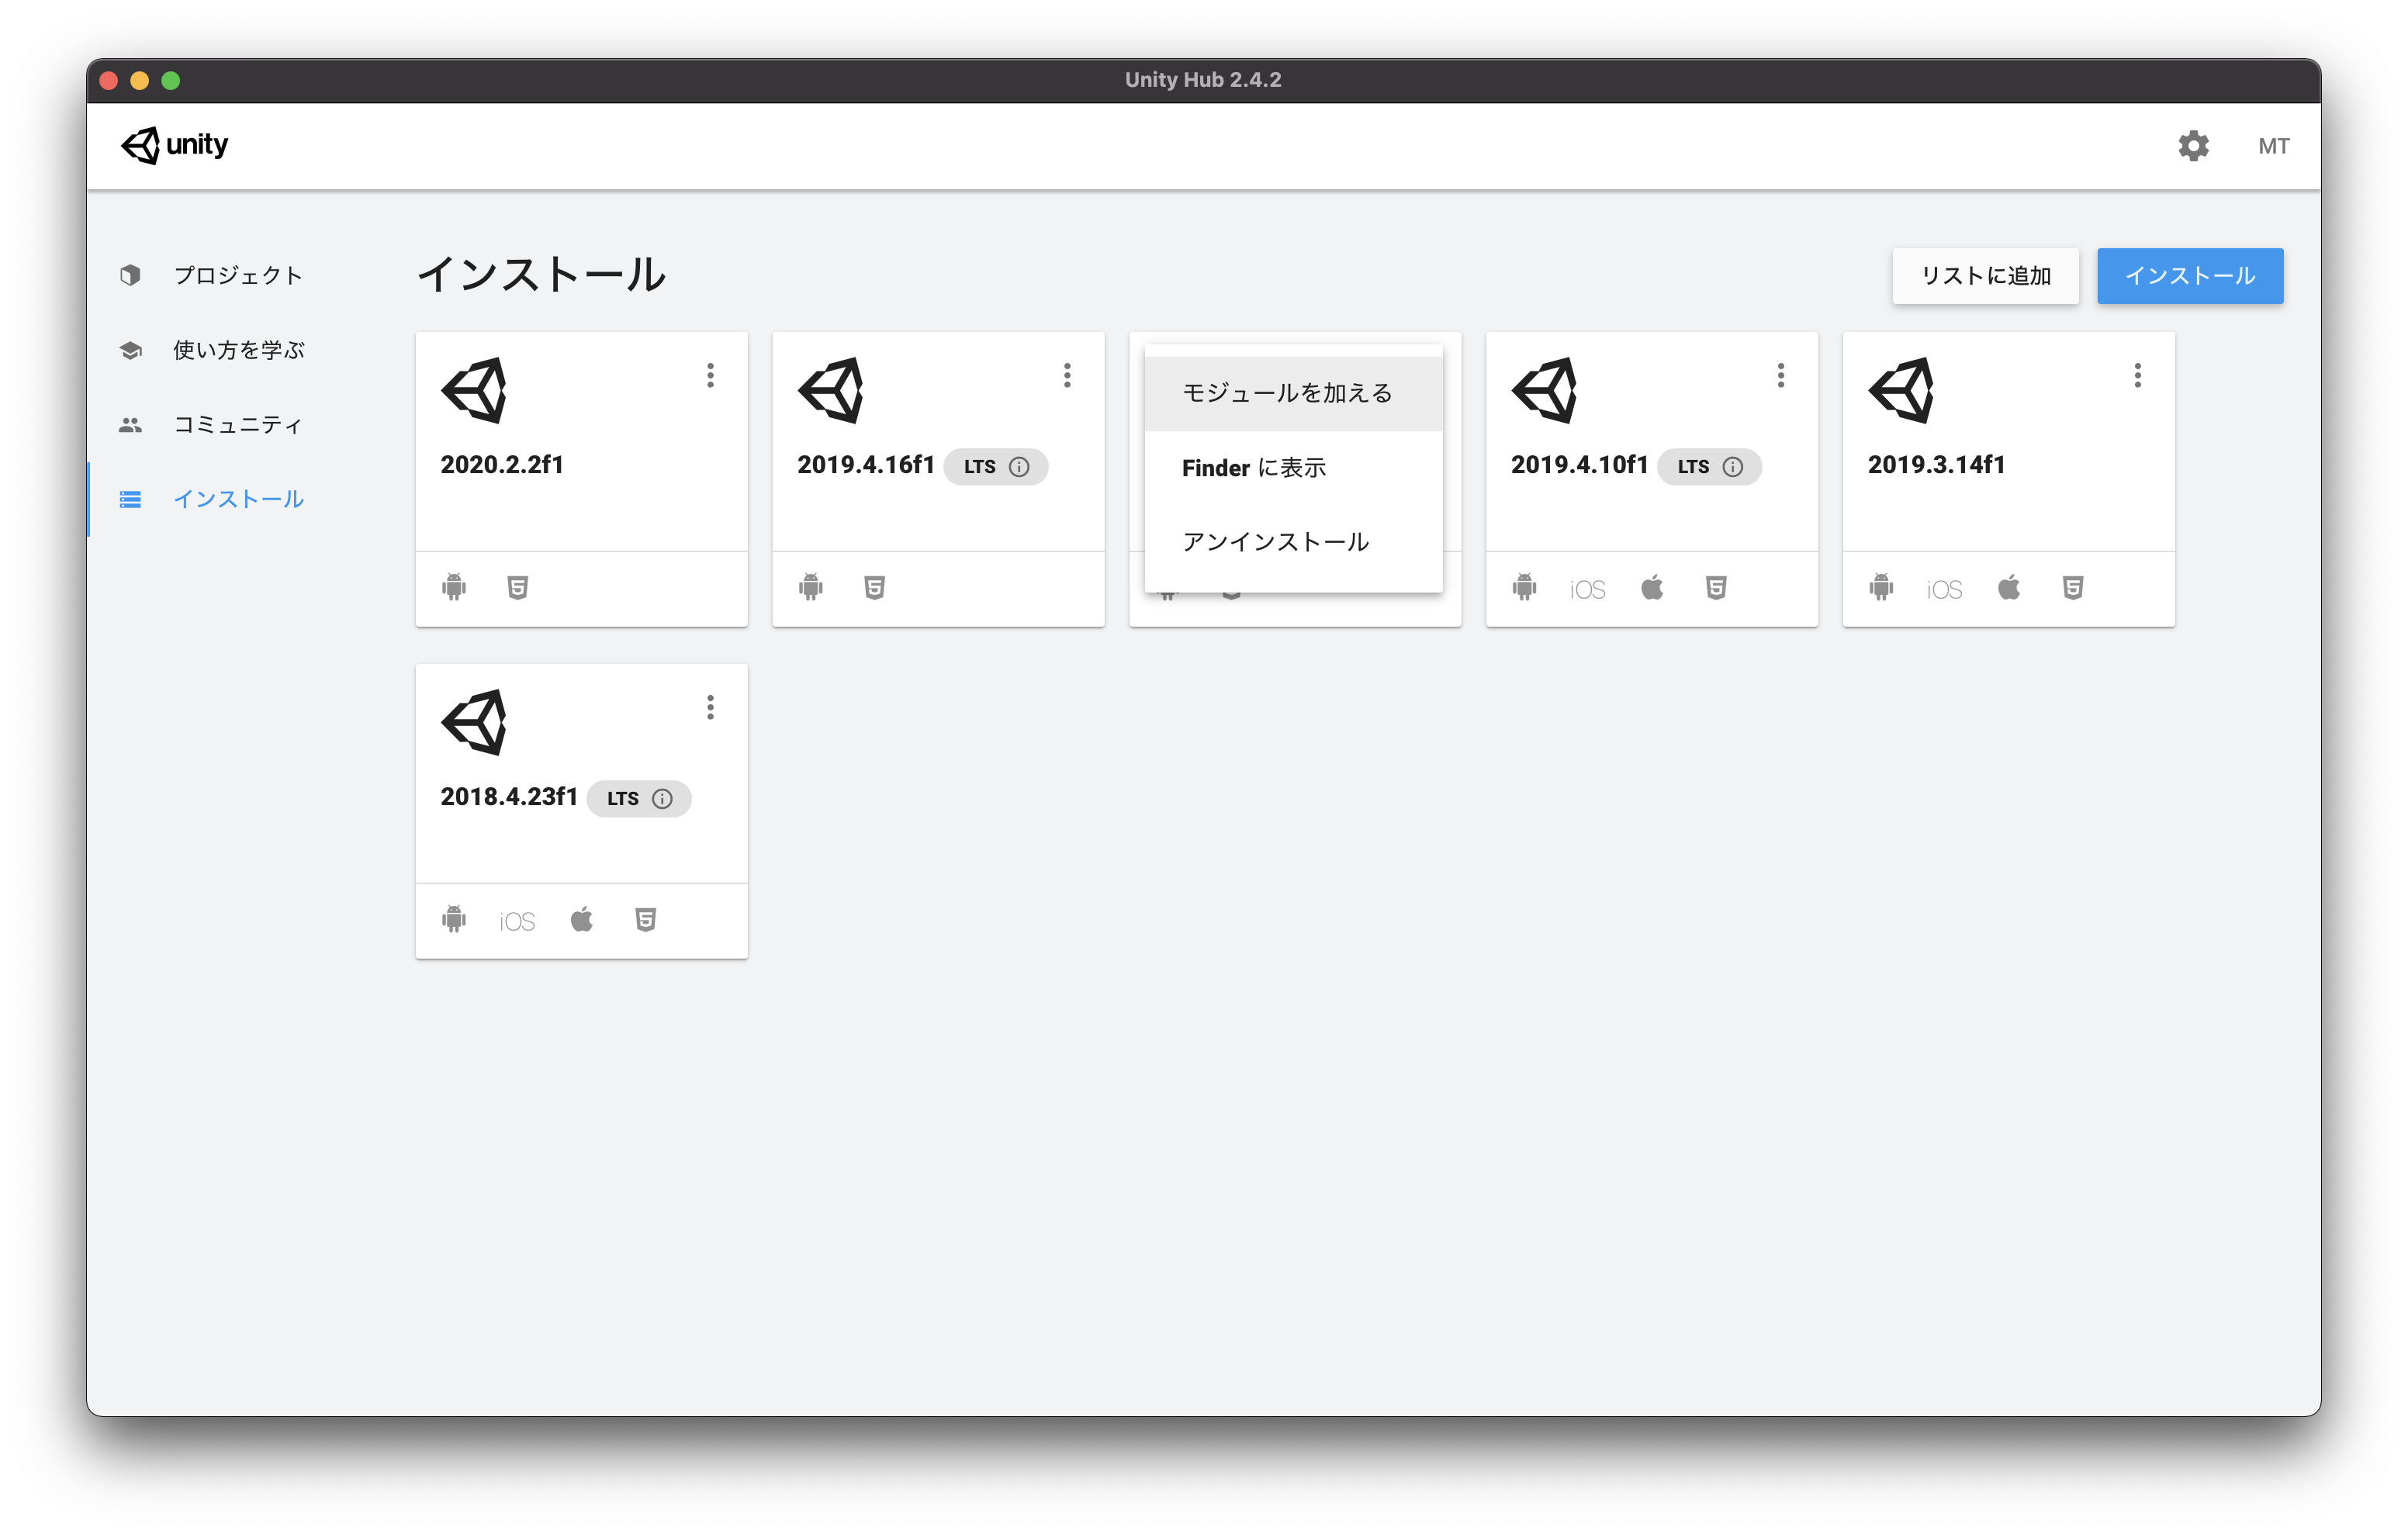 Unity Hub 2.4.2
unity
MT
プロジェクト
使い方を学ぶ
コミュニティ
インストール
インストール
リストに追加
インストール
2020.2.2f1
2019.4.16f1 LTS
モジュールを加える
Finder に表示
アンインストール
2019.4.10f1 LTS
iOS
2019.3.14f1
iOS
2018.4.23f1 LTS
iOS